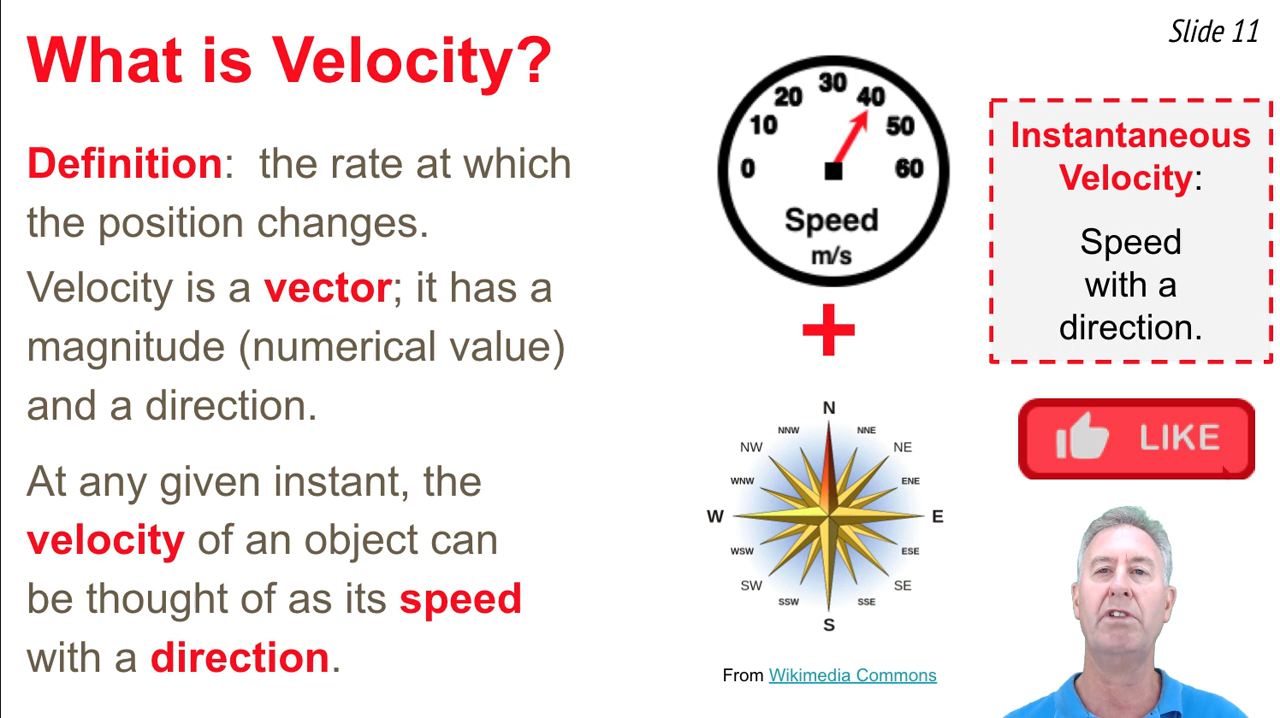 Slide 11
What is Velocity?
Definition:  the rate at which
the position changes.
Velocity is a vector; it has a
magnitude (numerical value)
and a direction.
At any given instant, the
velocity of an object can
be thought of as its speed
with a direction.
0 10 20 30 40 50 60
Speed
m/s
+
N
NNW NNE
NW NE
WNW ENE
W E
WSW ESE
SW SE
SSW SSE
S
From Wikimedia Commons
Instantaneous
Velocity:
Speed
with a
direction.
LIKE